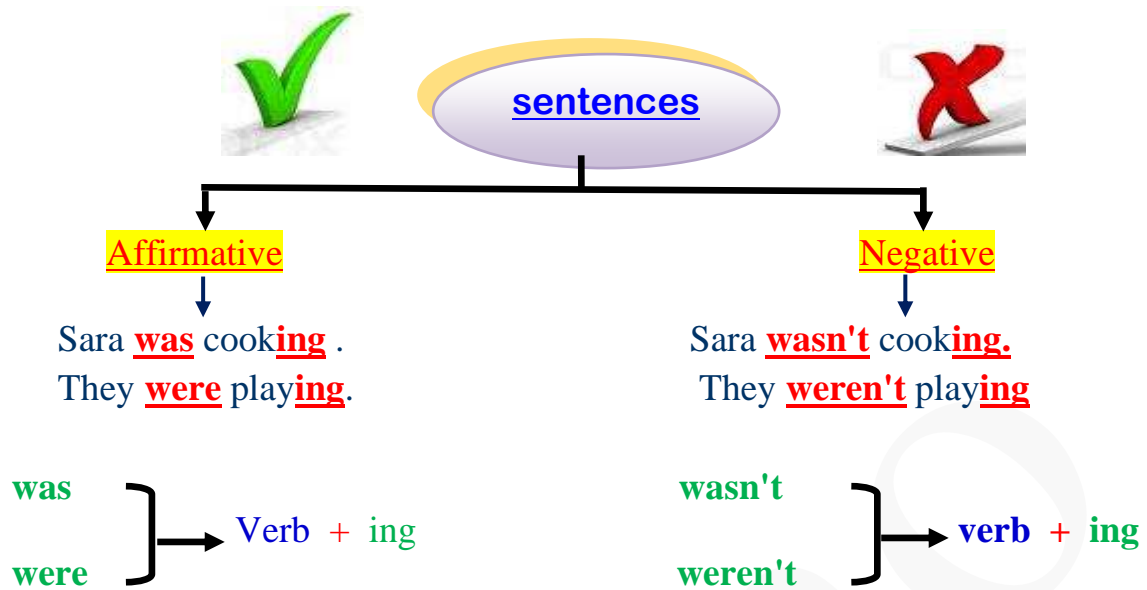 sentences
Affirmative
Negative
Sara was cooking .
They were playing.
Sara wasn't cooking.
They weren't playing
was
were
Verb + ing
wasn't
weren't
verb + ing